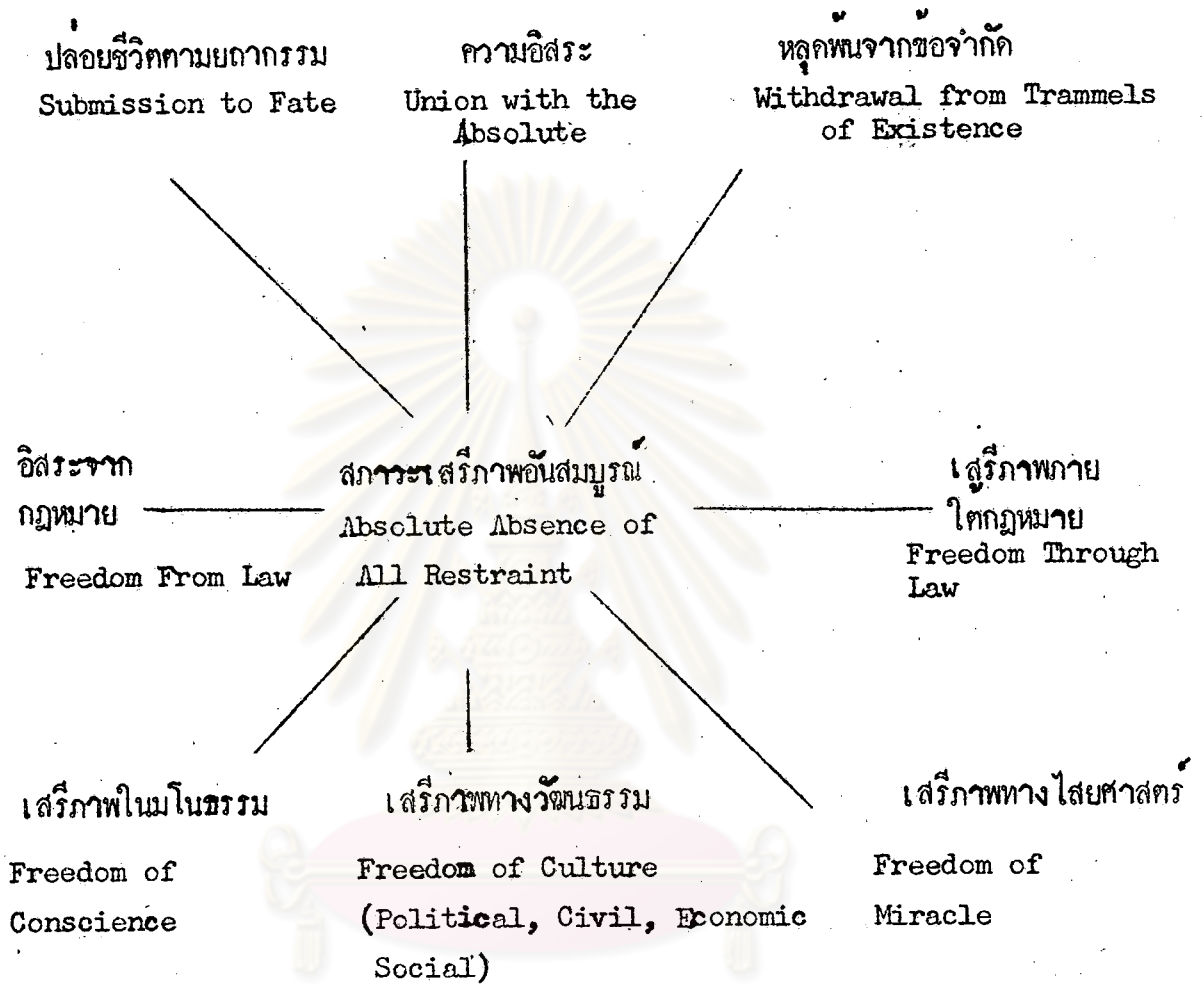 ปล่อยชีวิตตามยถากรรม
Submission to Fate
ความอิสระ
Union with the
Absolute
หลุดพ้นจากข้อจำกัด
Withdrawal from Trammels
of Existence
อิสระจาก
กฎหมาย
Freedom From Law
สภาวะเสรีภาพอันสมบูรณ์
Absolute Absence of
All Restraint
เสรีภาพภาย
ใต้กฎหมาย
Freedom Through
Law
เสรีภาพในมโนธรรม
Freedom of
Conscience
เสรีภาพทางวัฒนธรรม
Freedom of Culture
(Political, Civil, Economic
Social)
เสรีภาพทางไสยศาสตร์
Freedom of
Miracle